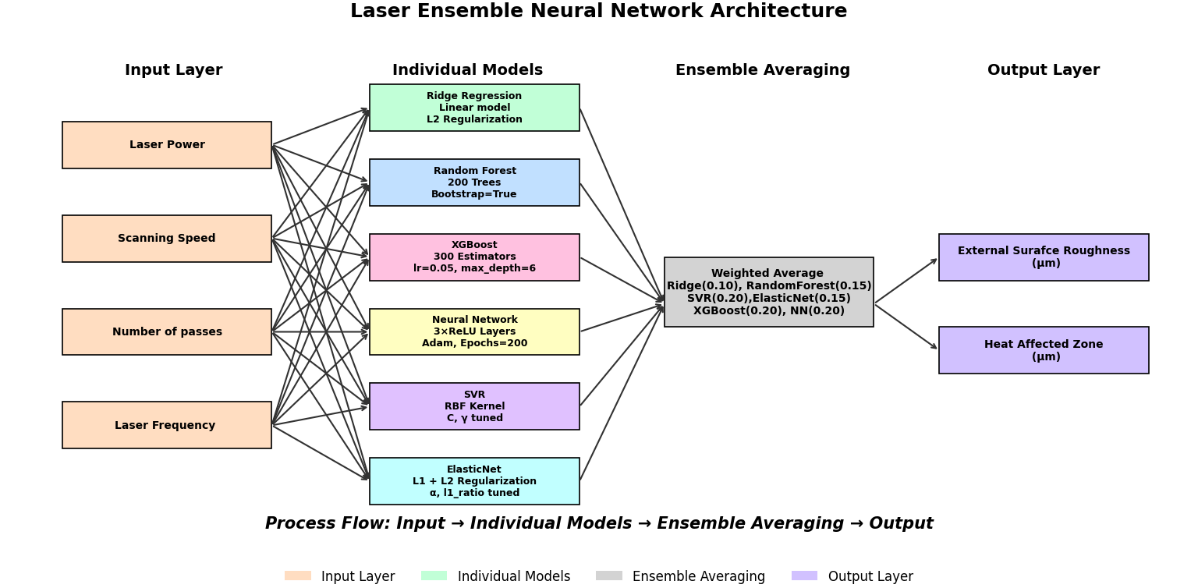 Laser Ensemble Neural Network Architecture
Input Layer
Individual Models
Ensemble Averaging
Output Layer
Laser Power
Scanning Speed
Number of passes
Laser Frequency
Ridge Regression
Linear model
L2 Regularization
Random Forest
200 Trees
Bootstrap=True
XGBoost
300 Estimators
lr=0.05, max_depth=6
Neural Network
3×ReLU Layers
Adam, Epochs=200
SVR
RBF Kernel
C, γ tuned
ElasticNet
L1 + L2 Regularization
α, l1_ratio tuned
Weighted Average
Ridge(0.10), RandomForest(0.15)
SVR(0.20),ElasticNet(0.15)
XGBoost(0.20), NN(0.20)
External Surafce Roughness
(μm)
Heat Affected Zone
(μm)
Process Flow: Input → Individual Models → Ensemble Averaging → Output
Input Layer
Individual Models
Ensemble Averaging
Output Layer